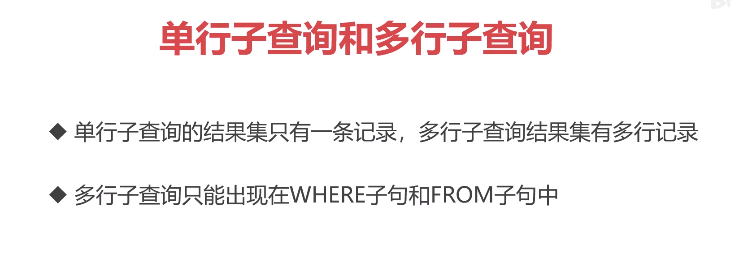 单行子查询和多行子查询
◆ 单行子查询的结果集只有一条记录，多行子查询结果集有多行记录
◆ 多行子查询只能出现在WHERE子句和FROM子句中